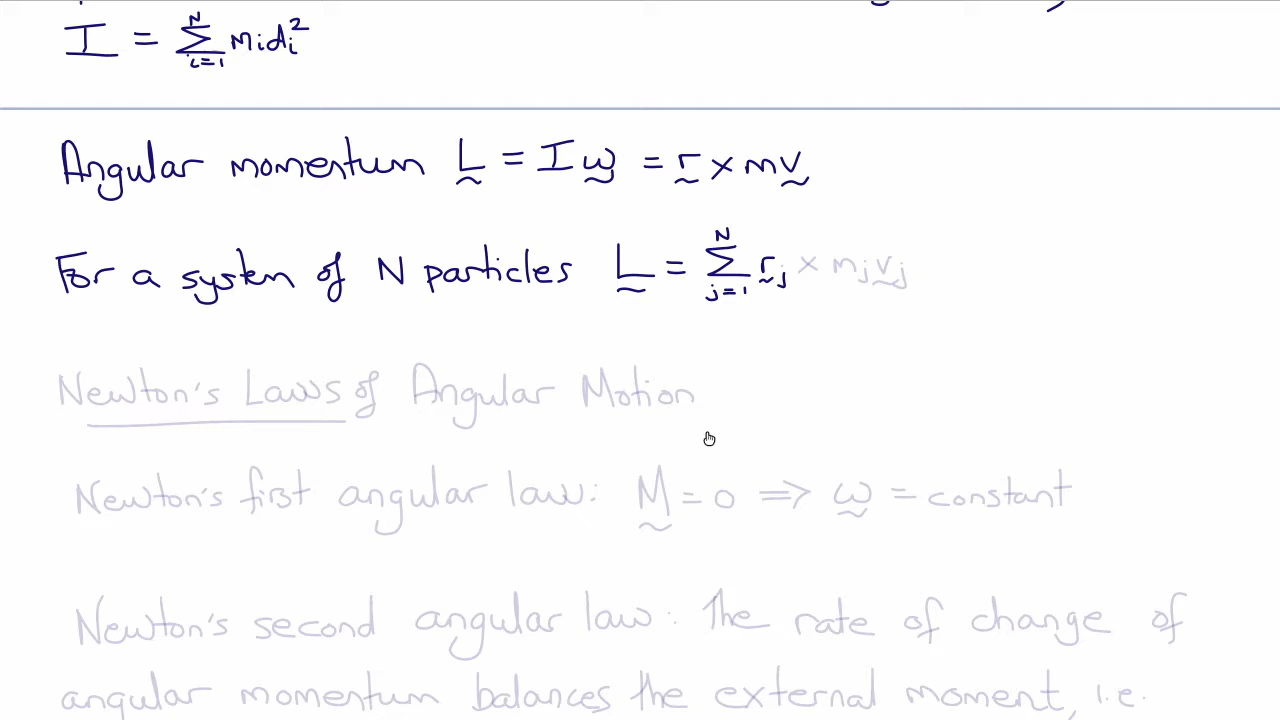 I = Σ_{i=1}^{N} m_i d_i^2
Angular momentum L = I ω = r × m v
For a system of N particles L = Σ_{j=1}^{N} r_j × m_j v_j
Newton's Laws of Angular Motion
Newton's first angular law: M = 0 ⟹ ω = constant
Newton's second angular law: The rate of change of
angular momentum balances the external moment, i.e.